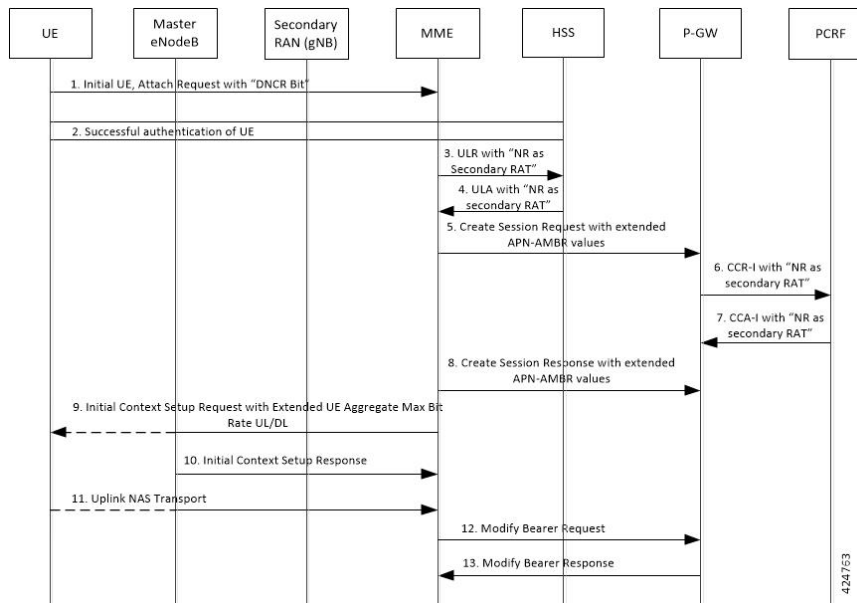 UE
Master
eNodeB
Secondary
RAN (gNB)
MME
HSS
P-GW
PCRF
1. Initial UE, Attach Request with “DNCR Bit”
2. Successful authentication of UE
3. ULR with “NR as
Secondary RAT”
4. ULA with “NR as
secondary RAT”
5. Create Session Request with extended
APN-AMBR values
6. CCR-I with “NR as
secondary RAT”
7. CCA-I with “NR as
secondary RAT”
8. Create Session Response with extended
APN-AMBR values
9. Initial Context Setup Request with Extended UE Aggregate Max Bit
Rate UL/DL
10. Initial Context Setup Response
11. Uplink NAS Transport
12. Modify Bearer Request
13. Modify Bearer Response
424763